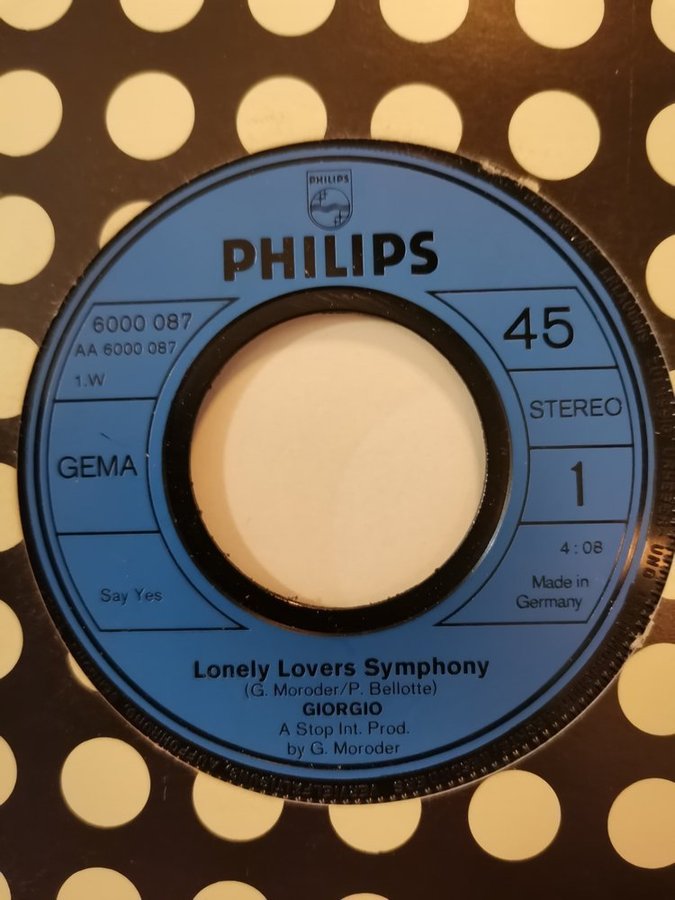 PHILIPS
PHILIPS
6000 087
AA 6000 087
1.W
GEMA
Say Yes
45
STEREO
1
4:08
Made in
Germany
Lonely Lovers Symphony
(G. Moroder/P. Bellotte)
GIORGIO
A Stop Int. Prod.
by G. Moroder